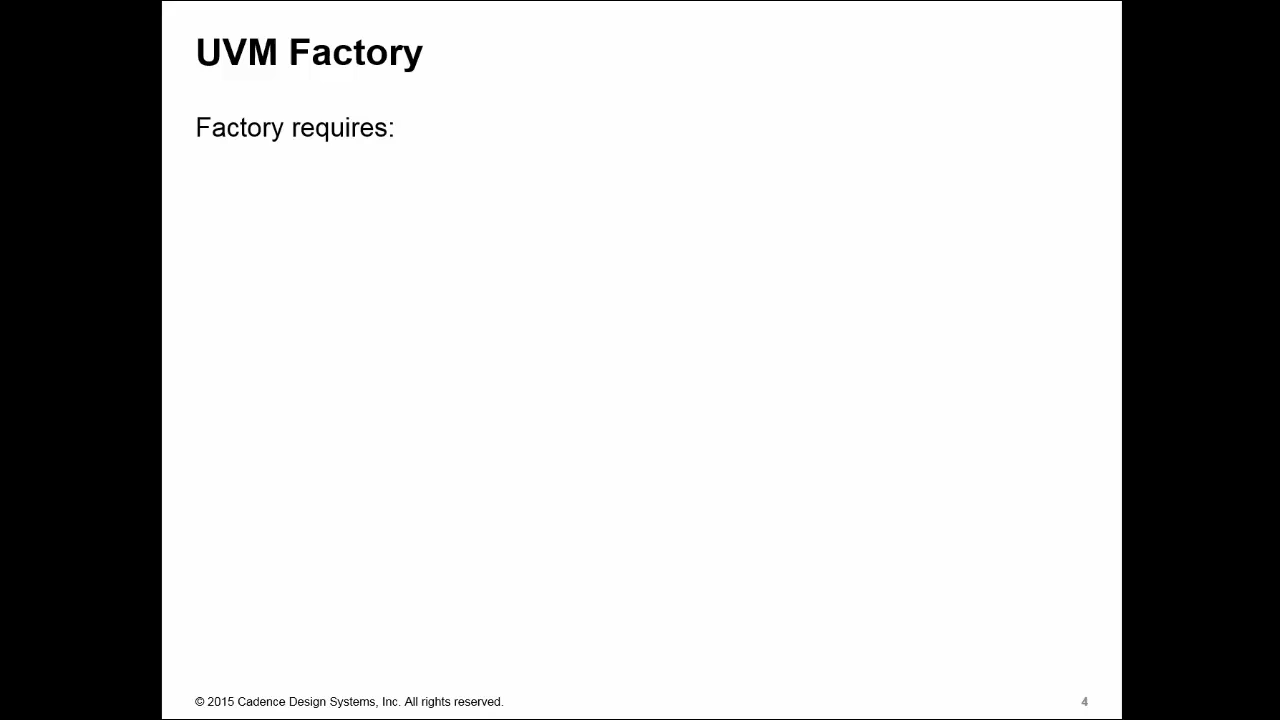 UVM Factory
Factory requires:
© 2015 Cadence Design Systems, Inc. All rights reserved.
4